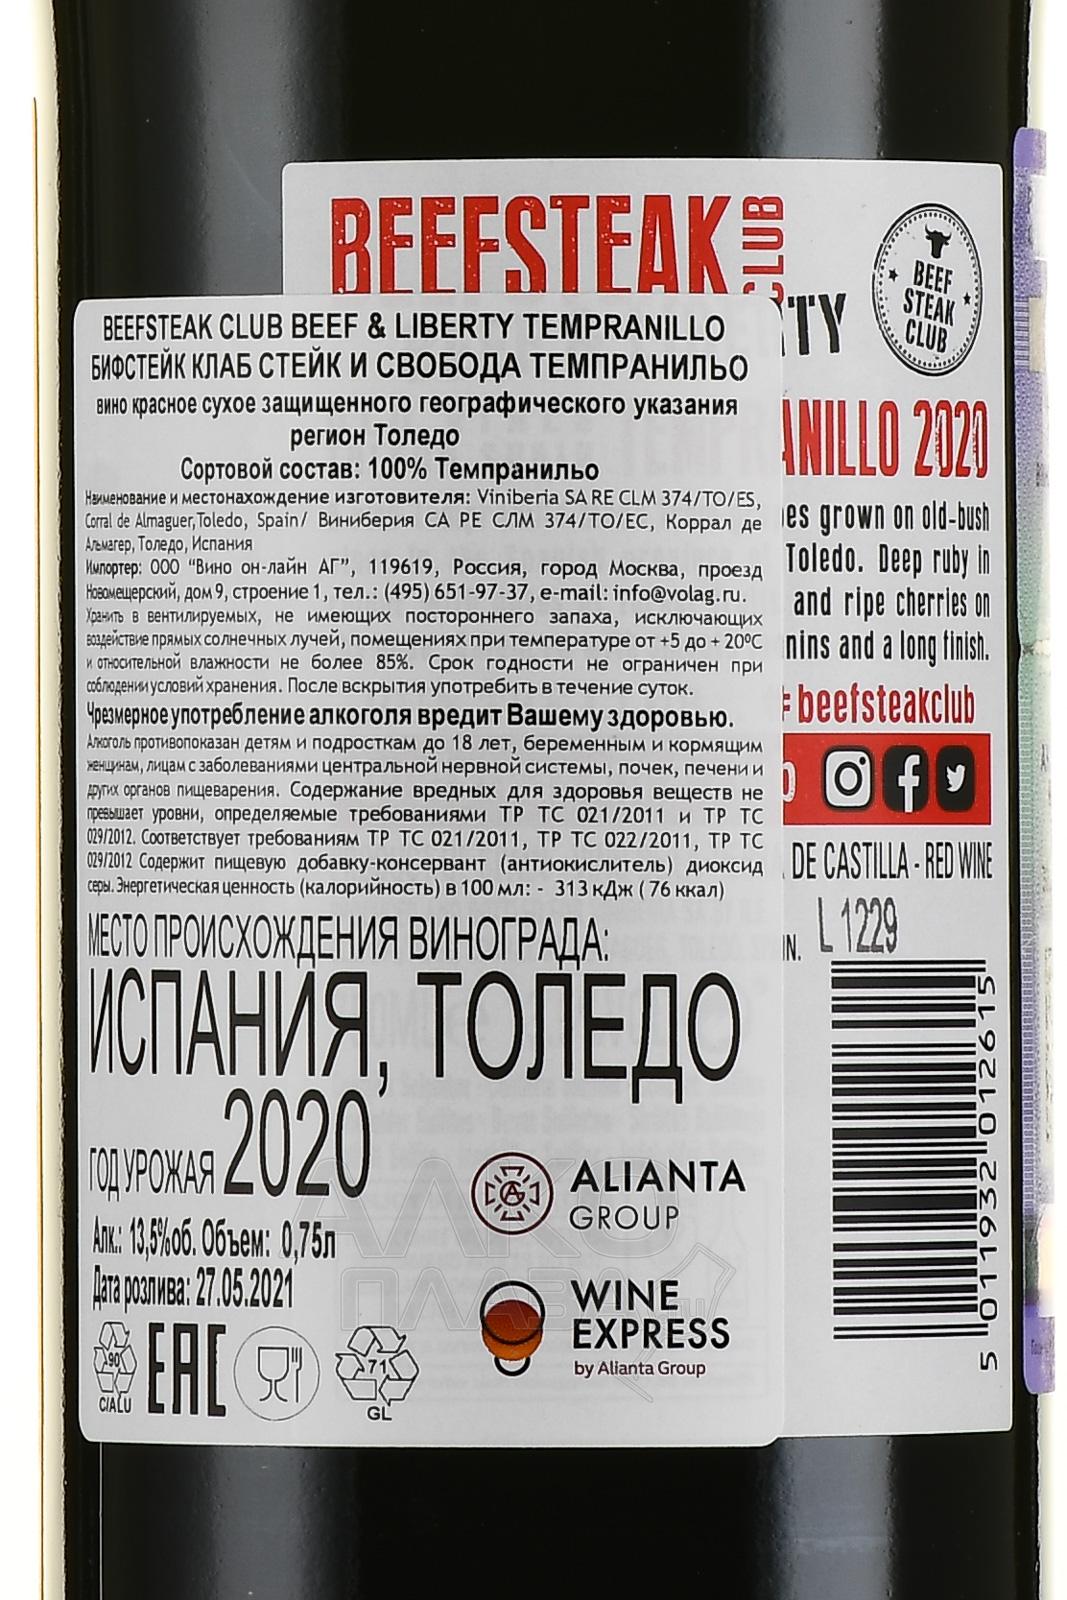 BEEFSTEAK CLUB
TY
BEEF
STEAK
CLUB
ANILLO 2020
es grown on old-bush
Toledo. Deep ruby in
and ripe cherries on
nins and a long finish.
#beefsteakclub
DE CASTILLA - RED WINE
IN. L 1229
5 011932 012615
BEEFSTEAK CLUB BEEF & LIBERTY TEMPRANILLO
БИФСТЕЙК КЛАБ СТЕЙК И СВОБОДА ТЕМПРАНИЛЬО
вино красное сухое защищенного географического указания
регион Толедо
Сортовой состав: 100% Темпранильо
Наименование и местонахождение изготовителя: Viniberia SA RE CLM 374/TO/ES,
Corral de Almaguer,Toledo, Spain/ Виниберия СА РЕ СЛМ 374/ТО/ЕС, Коррал де
Альмагер, Толедо, Испания
Импортер: ООО "Вино он-лайн АГ", 119619, Россия, город Москва, проезд
Новомещерский, дом 9, строение 1, тел.: (495) 651-97-37, e-mail: info@volag.ru.
Хранить в вентилируемых, не имеющих постороннего запаха, исключающих
воздействие прямых солнечных лучей, помещениях при температуре от +5 до + 20ºС
и относительной влажности не более 85%. Срок годности не ограничен при
соблюдении условий хранения. После вскрытия употребить в течение суток.
Чрезмерное употребление алкоголя вредит Вашему здоровью.
Алкоголь противопоказан детям и подросткам до 18 лет, беременным и кормящим
женщинам, лицам с заболеваниями центральной нервной системы, почек, печени и
других органов пищеварения. Содержание вредных для здоровья веществ не
превышает уровни, определяемые требованиями ТР ТС 021/2011 и ТР ТС
029/2012. Соответствует требованиям ТР ТС 021/2011, ТР ТС 022/2011, ТР ТС
029/2012 Содержит пищевую добавку-консервант (антиокислитель) диоксид
серы. Энергетическая ценность (калорийность) в 100 мл: - 313 кДж ( 76 ккал)
МЕСТО ПРОИСХОЖДЕНИЯ ВИНОГРАДА:
ИСПАНИЯ, ТОЛЕДО
ГОД УРОЖАЯ 2020
Алк.: 13,5%об. Объем: 0,75л
Дата розлива: 27.05.2021
ALIANTA
GROUP
WINE
EXPRESS
by Alianta Group
90
C/ALU
EAC
71
GL
АЛКО
ПЛАЗА.ru